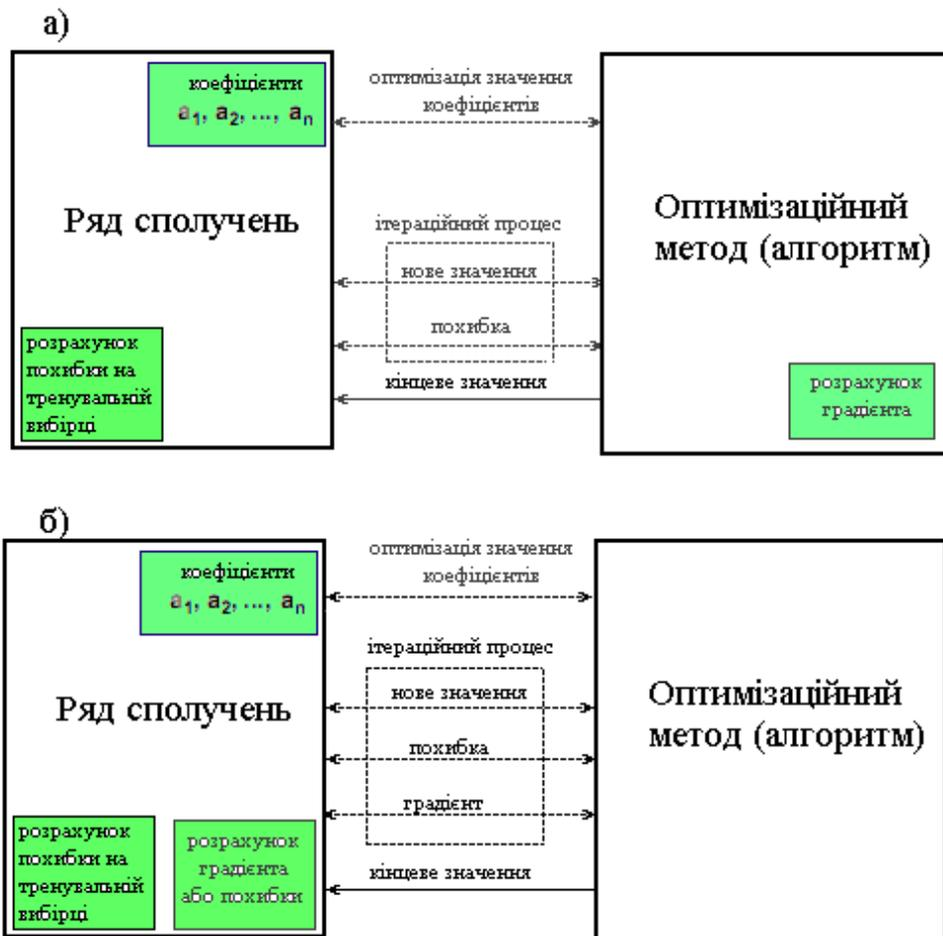 а)
коефіцієнти
a1, a2, ..., an
оптимізація значення
коефіцієнтів
Ряд сполучень
Оптимізаційний
метод (алгоритм)
ітераційний процес
нове значення
похибка
кінцеве значення
розрахунок
похибки на
тренувальній
вибірці
розрахунок
градієнта
б)
коефіцієнти
a1, a2, ..., an
оптимізація значення
коефіцієнтів
ітераційний процес
Ряд сполучень
нове значення
Оптимізаційний
метод (алгоритм)
похибка
градієнт
розрахунок
похибки на
тренувальній
вибірці
розрахунок
градієнта
або похибки
кінцеве значення